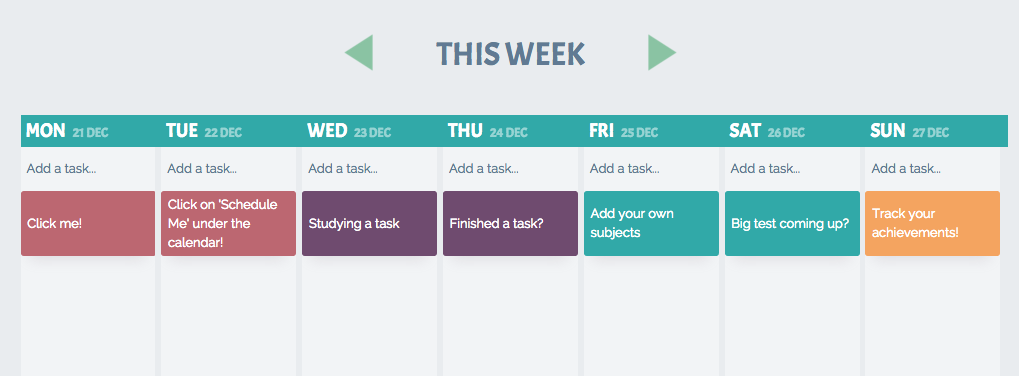 THIS WEEK
MON 21 DEC
TUE 22 DEC
WED 23 DEC
THU 24 DEC
FRI 25 DEC
SAT 26 DEC
SUN 27 DEC
Add a task...
Add a task...
Add a task...
Add a task...
Add a task...
Add a task...
Add a task...
Click me!
Click on 'Schedule
Me' under the
calendar!
Studying a task
Finished a task?
Add your own
subjects
Big test coming up?
Track your
achievements!